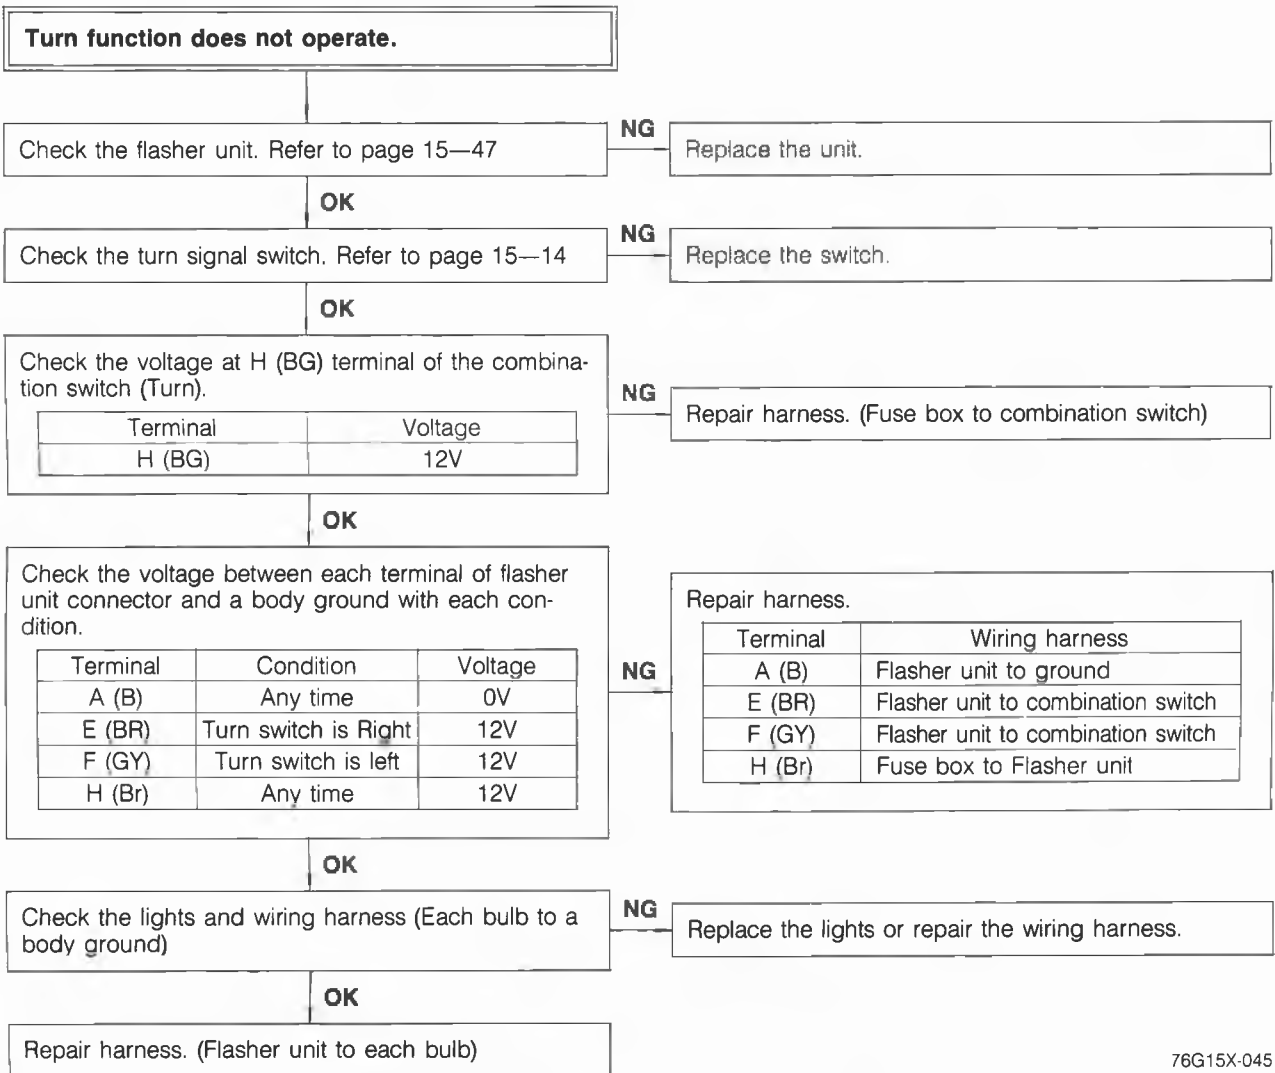 Turn function does not operate.
Check the flasher unit. Refer to page 15—47
NG
Replace the unit.
OK
Check the turn signal switch. Refer to page 15—14
NG
Replace the switch.
OK
Check the voltage at H (BG) terminal of the combina-
tion switch (Turn).
Terminal Voltage
H (BG) 12V
NG
Repair harness. (Fuse box to combination switch)
OK
Check the voltage between each terminal of flasher
unit connector and a body ground with each con-
dition.
Terminal Condition Voltage
A (B) Any time 0V
E (BR) Turn switch is Right 12V
F (GY) Turn switch is left 12V
H (Br) Any time 12V
NG
Repair harness.
Terminal Wiring harness
A (B) Flasher unit to ground
E (BR) Flasher unit to combination switch
F (GY) Flasher unit to combination switch
H (Br) Fuse box to Flasher unit
OK
Check the lights and wiring harness (Each bulb to a
body ground)
NG
Replace the lights or repair the wiring harness.
OK
Repair harness. (Flasher unit to each bulb)
76G15X-045